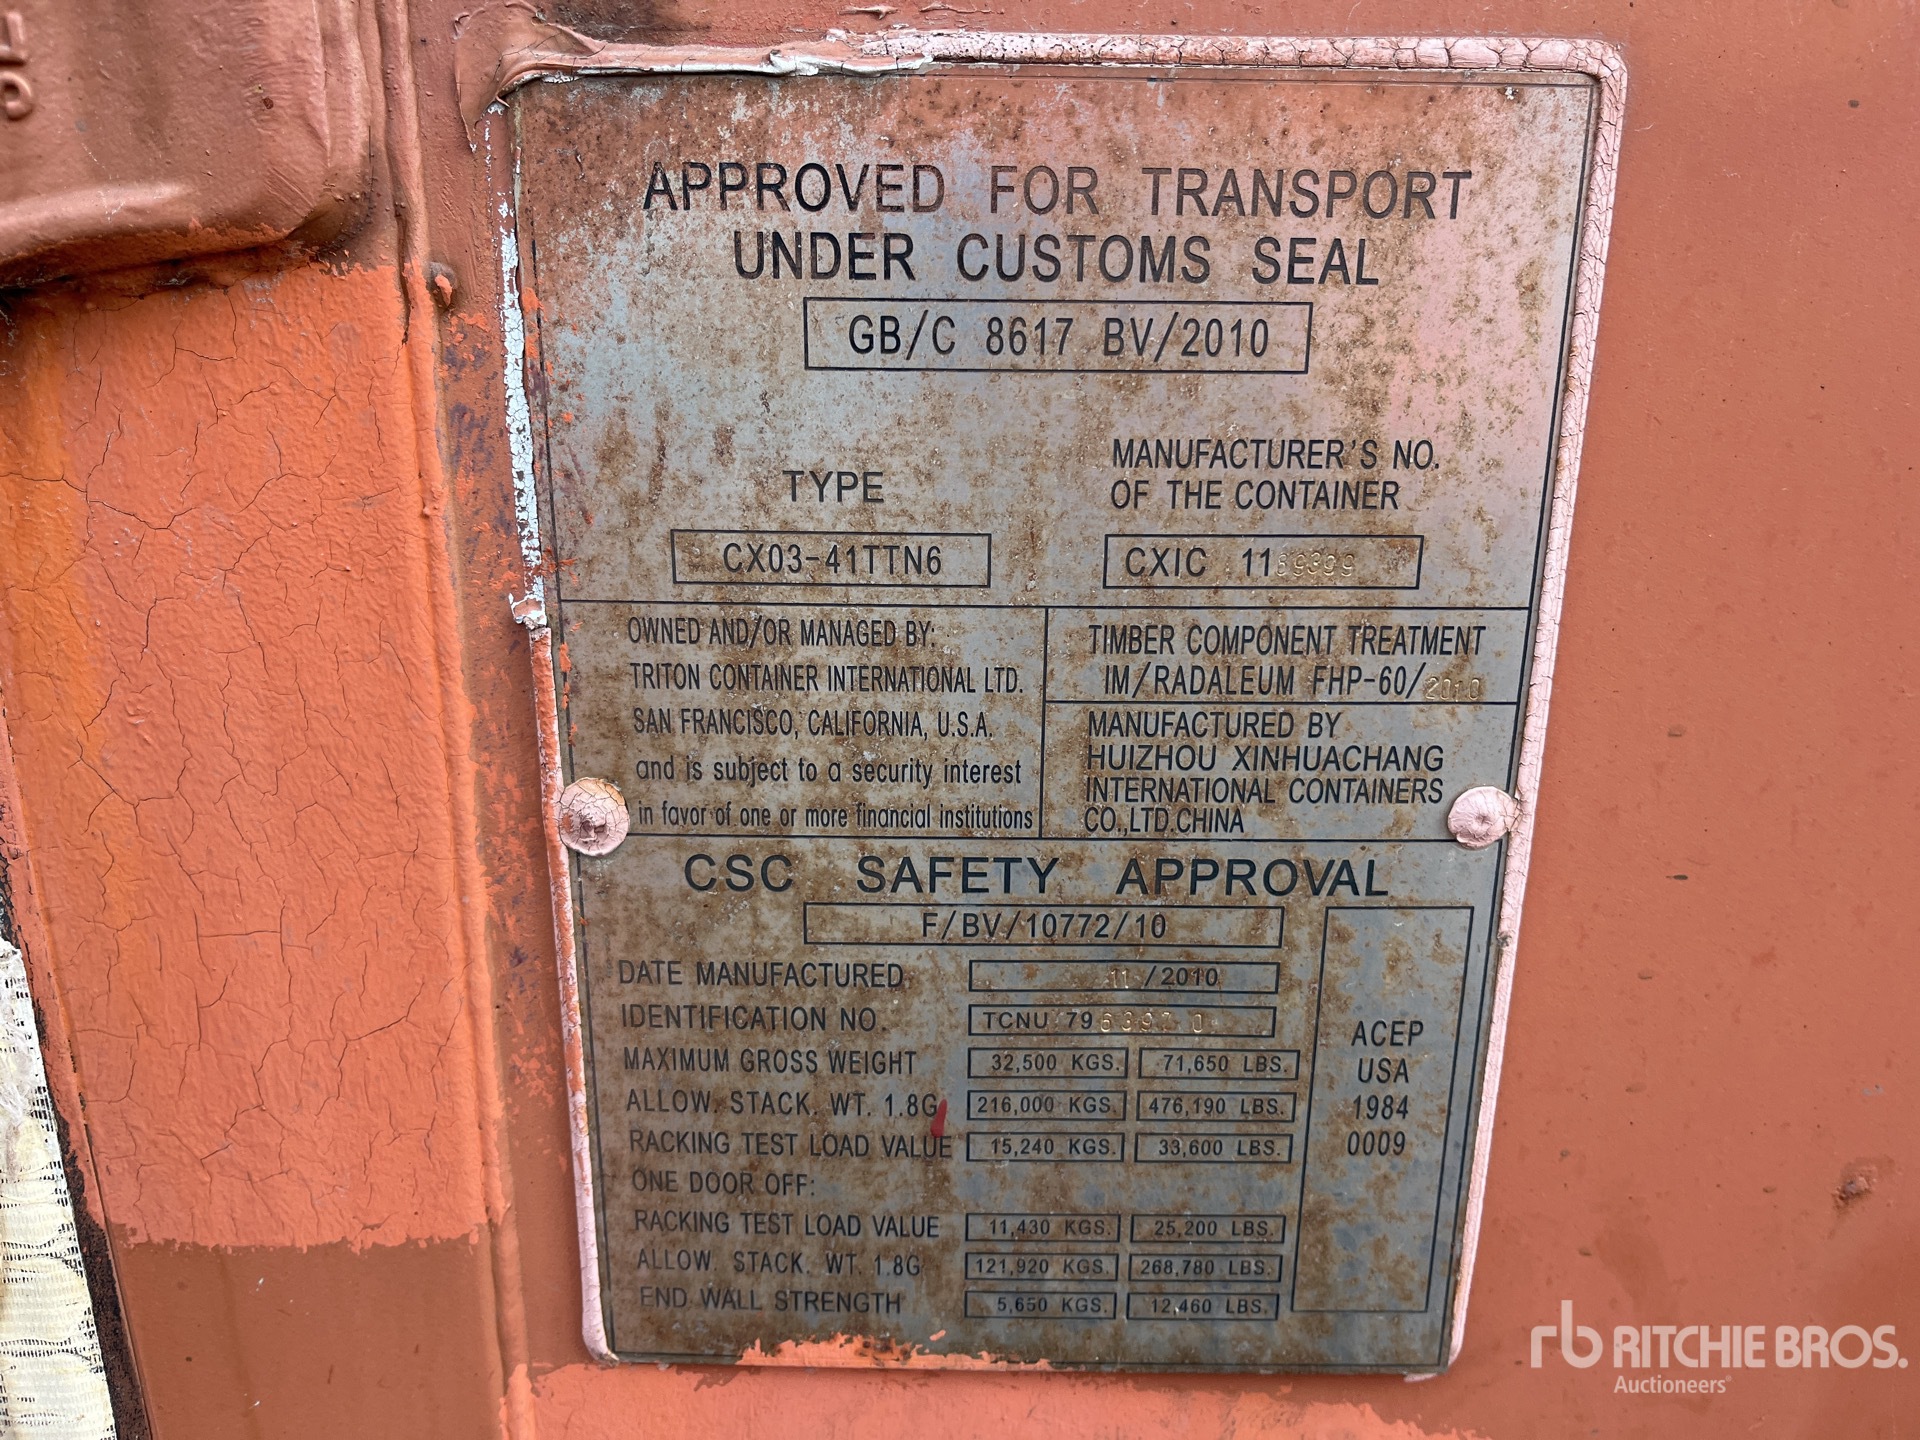 APPROVED FOR TRANSPORT
UNDER CUSTOMS SEAL
GB/C 8617 BV/2010
TYPE
CX03-41TTN6
MANUFACTURER'S NO.
OF THE CONTAINER
CXIC 1169399
OWNED AND/OR MANAGED BY:
TRITON CONTAINER INTERNATIONAL LTD.
SAN FRANCISCO, CALIFORNIA, U.S.A.
and is subject to a security interest
in favor of one or more financial institutions
TIMBER COMPONENT TREATMENT
IM/RADALEUM FHP-60/2010
MANUFACTURED BY
HUIZHOU XINHUACHANG
INTERNATIONAL CONTAINERS
CO.,LTD.CHINA
CSC SAFETY APPROVAL
F/BV/10772/10
DATE MANUFACTURED 11/2010
IDENTIFICATION NO. TCNU
MAXIMUM GROSS WEIGHT 32,500 KGS. 71,650 LBS.
ALLOW. STACK. WT. 1.8G 216,000 KGS. 476,190 LBS.
RACKING TEST LOAD VALUE 15,240 KGS. 33,600 LBS.
ONE DOOR OFF:
RACKING TEST LOAD VALUE 11,430 KGS. 25,200 LBS.
ALLOW. STACK. WT. 1.8G 121,920 KGS. 268,780 LBS.
END WALL STRENGTH 5,650 KGS. 12,460 LBS.
ACEP
USA
1984
0009
rb RITCHIE BROS.
Auctioneers